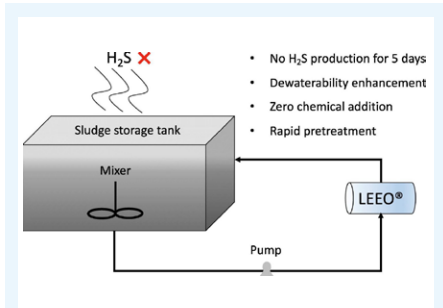 H₂S ✕
• No H₂S production for 5 days
• Dewaterability enhancement
• Zero chemical addition
• Rapid pretreatment
Sludge storage tank
Mixer
LEEO®
Pump